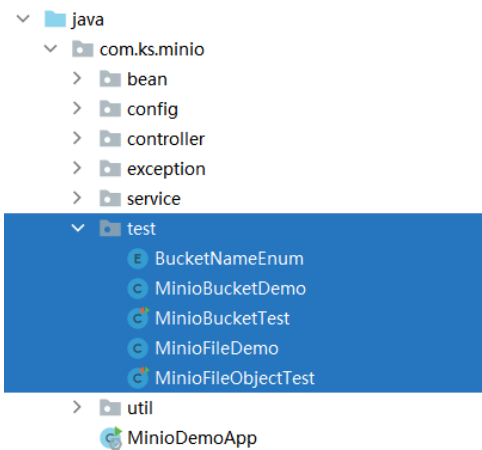 java
com.ks.minio
bean
config
controller
exception
service
test
E BucketNameEnum
C MinioBucketDemo
C MinioBucketTest
C MinioFileDemo
C MinioFileObjectTest
util
C MinioDemoApp